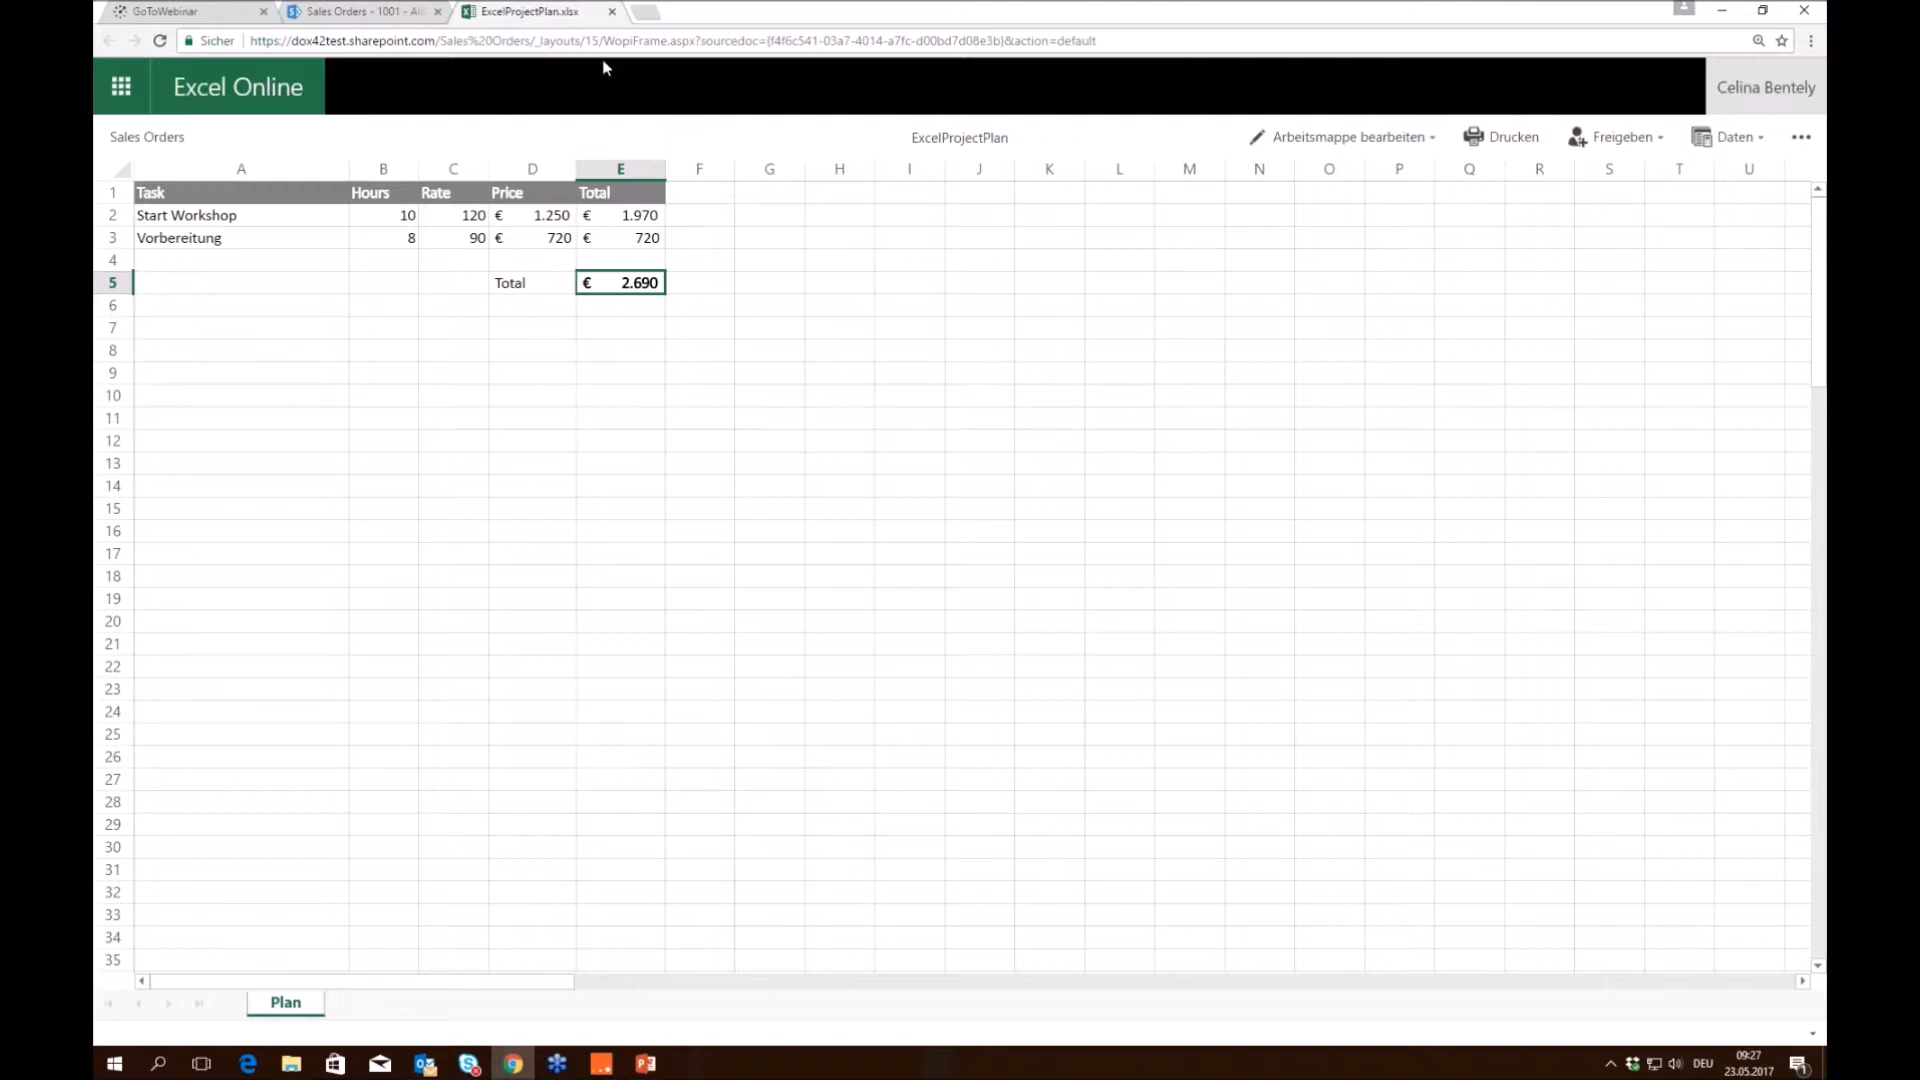 GoToWebinar
Sales Orders - 1001 - All
ExcelProjectPlan.xlsx
Sicher
https://dox42test.sharepoint.com/Sales%20Orders/_layouts/15/WopiFrame.aspx?sourcedoc={f4f6c541-03a7-4014-a7fc-d00bd7d08e3b}&action=default
Excel Online
Celina Bentely
Sales Orders
ExcelProjectPlan
Arbeitsmappe bearbeiten
Drucken
Freigeben
Daten
A B C D E F G H I J K L M N O P Q R S T U
1 Task Hours Rate Price Total
2 Start Workshop 10 120 € 1.250 € 1.970
3 Vorbereitung 8 90 € 720 € 720
4
5 Total € 2.690
6
7
8
9
10
11
12
13
14
15
16
17
18
19
20
21
22
23
24
25
26
27
28
29
30
31
32
33
34
35
Plan
DEU
09:27
23.05.2017